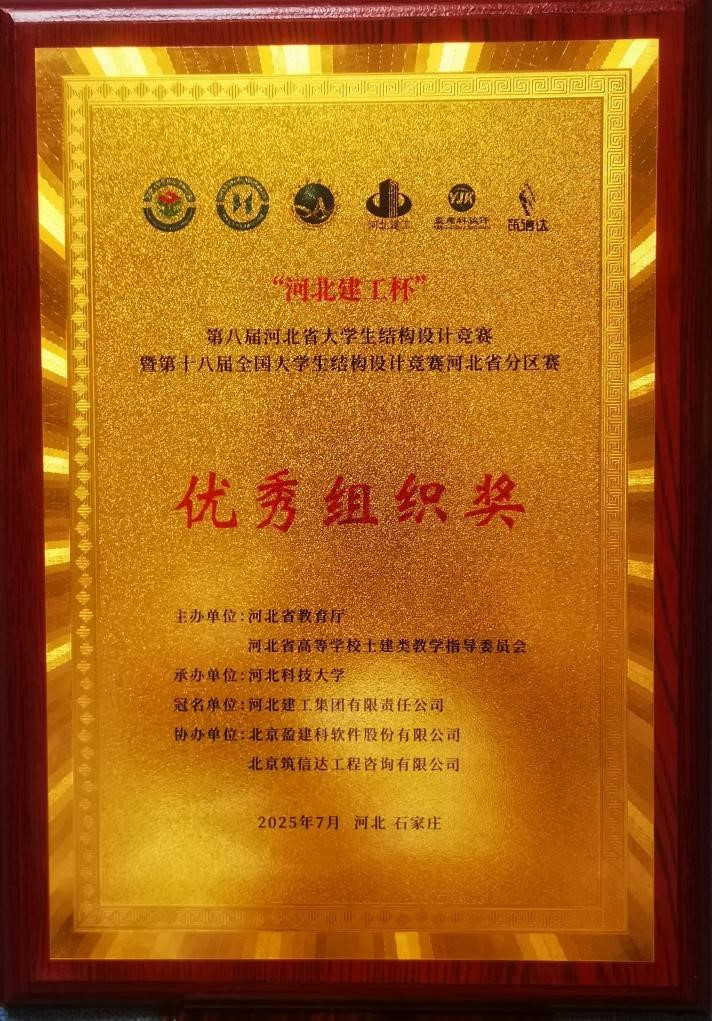 河北建工
YJK
盈建科软件
筑信达
“河北建工杯”
第八届河北省大学生结构设计竞赛
暨第十八届全国大学生结构设计竞赛河北省分区赛
优秀组织奖
主办单位:河北省教育厅
河北省高等学校土建类教学指导委员会
承办单位:河北科技大学
冠名单位:河北建工集团有限责任公司
协办单位:北京盈建科软件股份有限公司
北京筑信达工程咨询有限公司
2025年7月 河北 石家庄